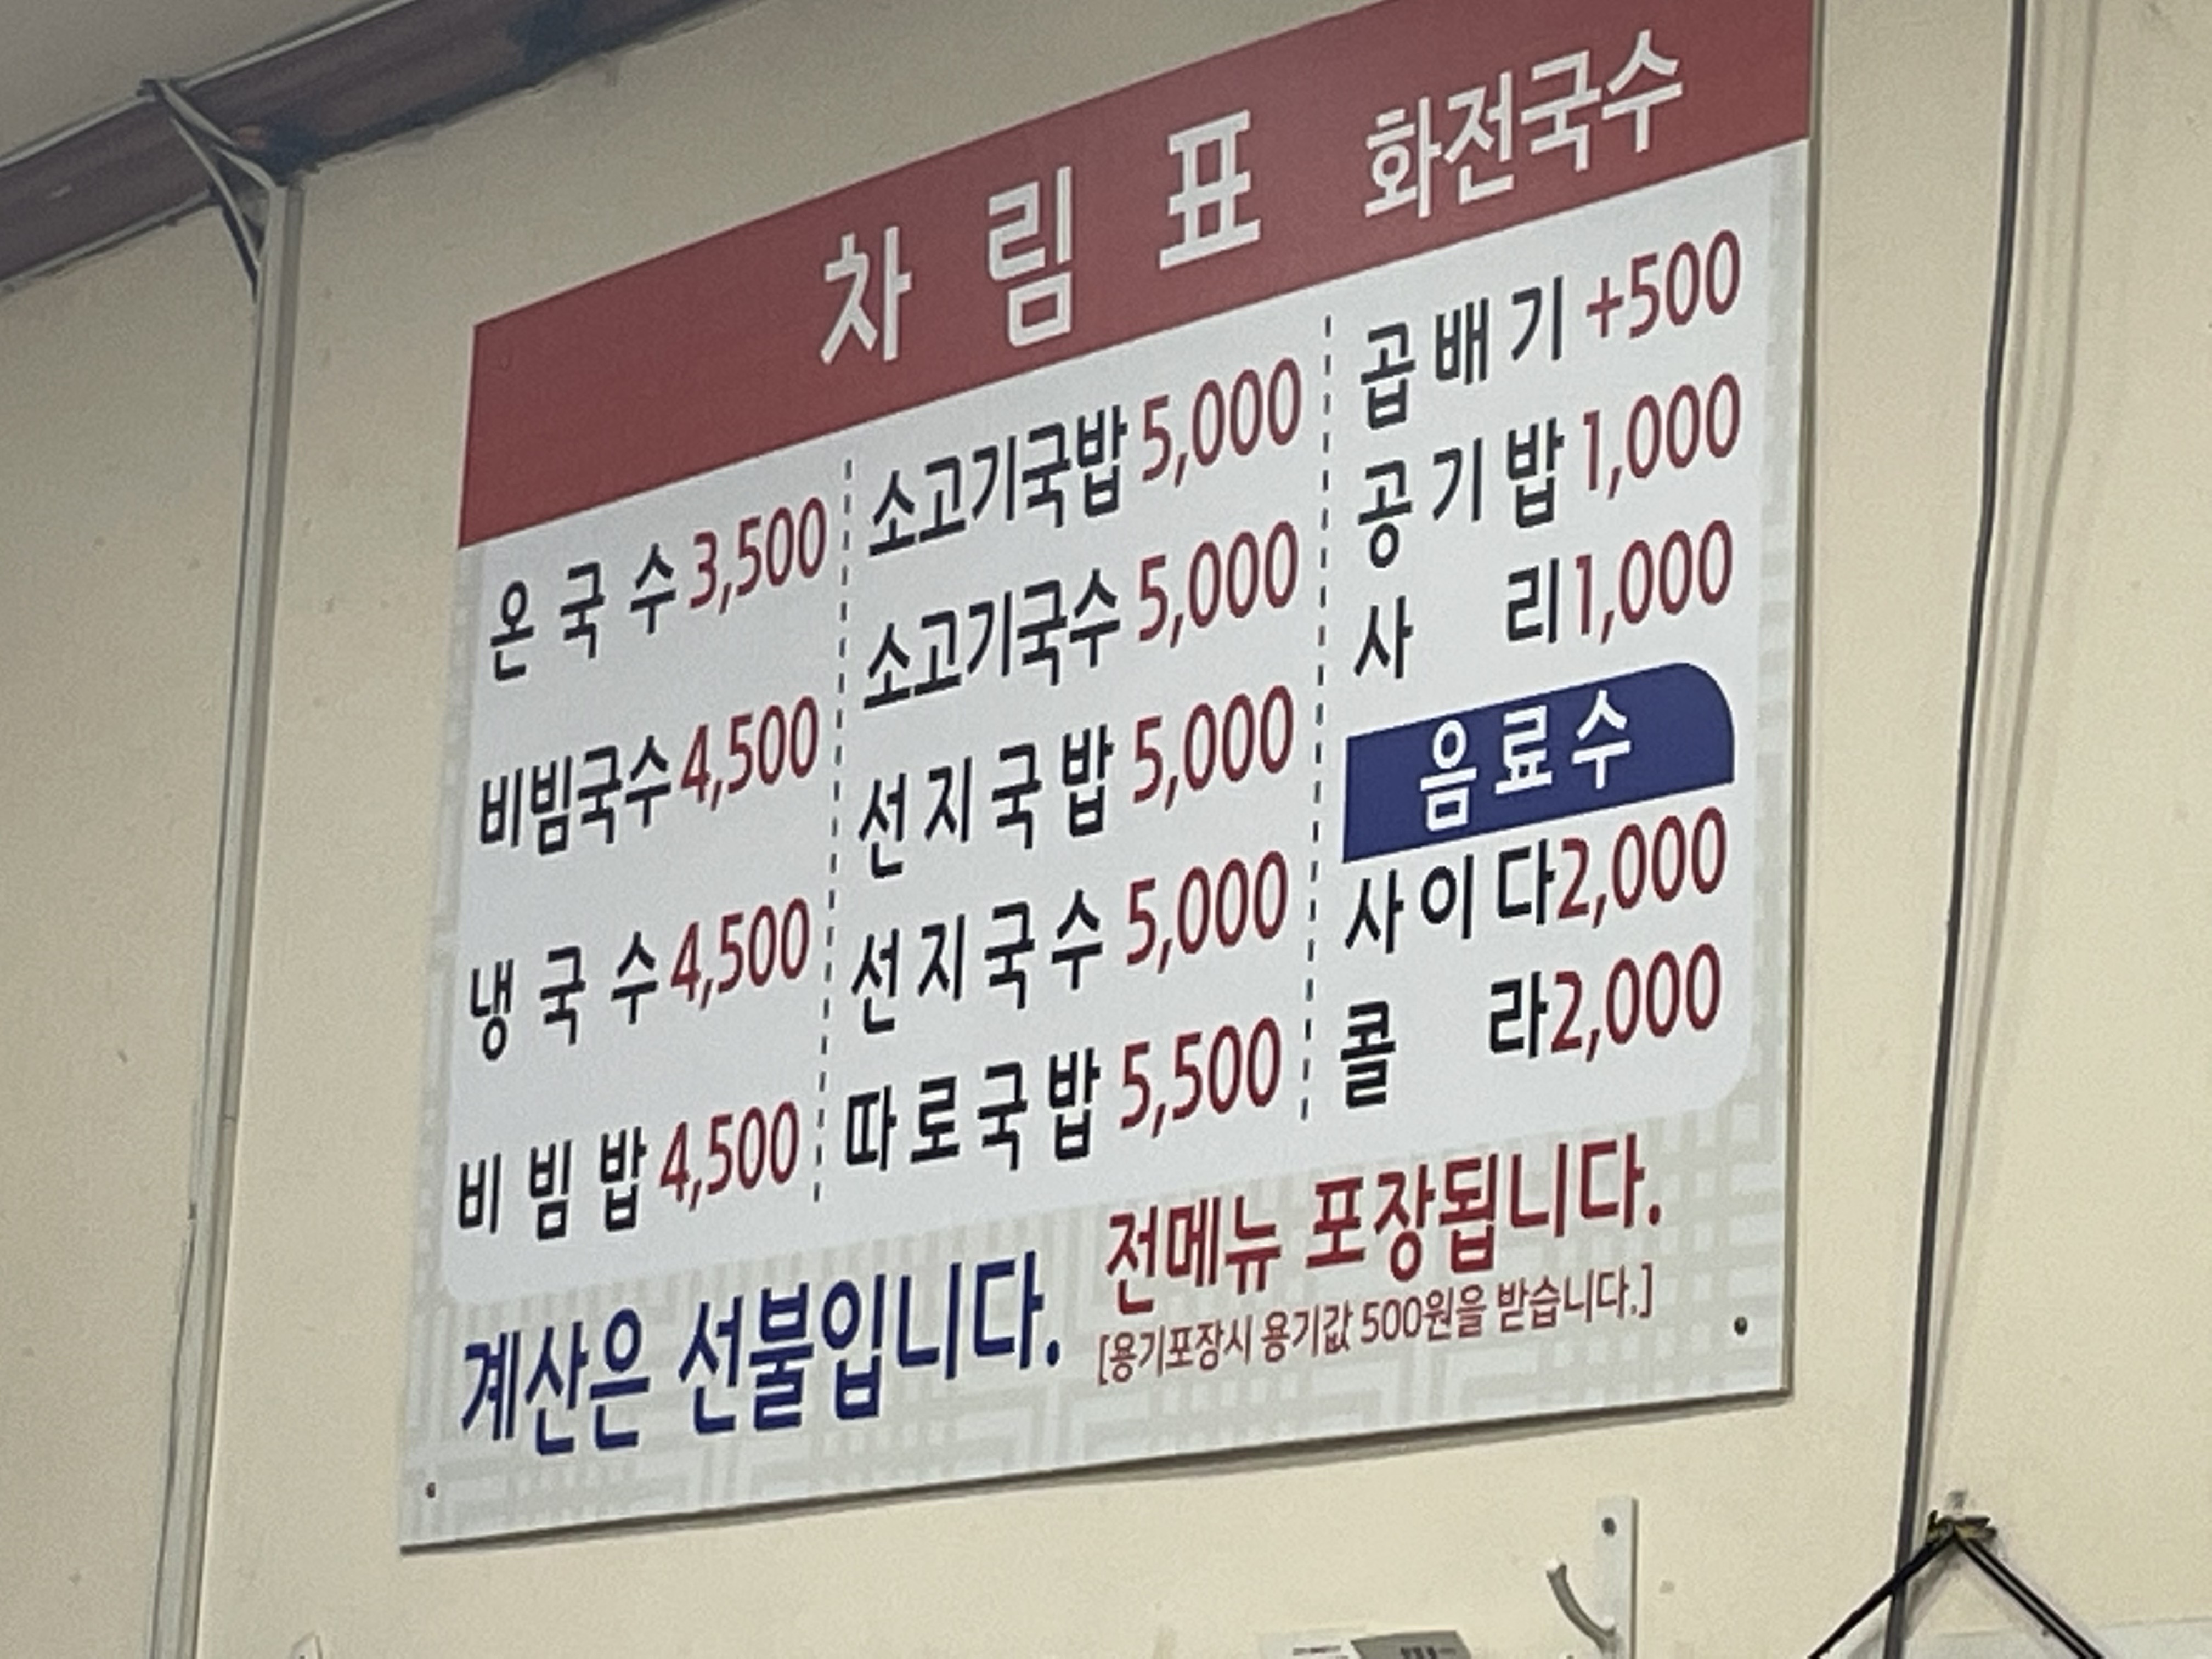 차림표 화전국수
온국수 3,500
비빔국수 4,500
냉국수 4,500
비빔밥 4,500
소고기국밥 5,000
소고기국수 5,000
선지국밥 5,000
선지국수 5,000
따로국밥 5,500
곱배기 +500
공기밥 1,000
사리 1,000
음료수
사이다 2,000
콜라 2,000
계산은 선불입니다.
전메뉴 포장됩니다.
[용기포장시 용기값 500원을 받습니다.]